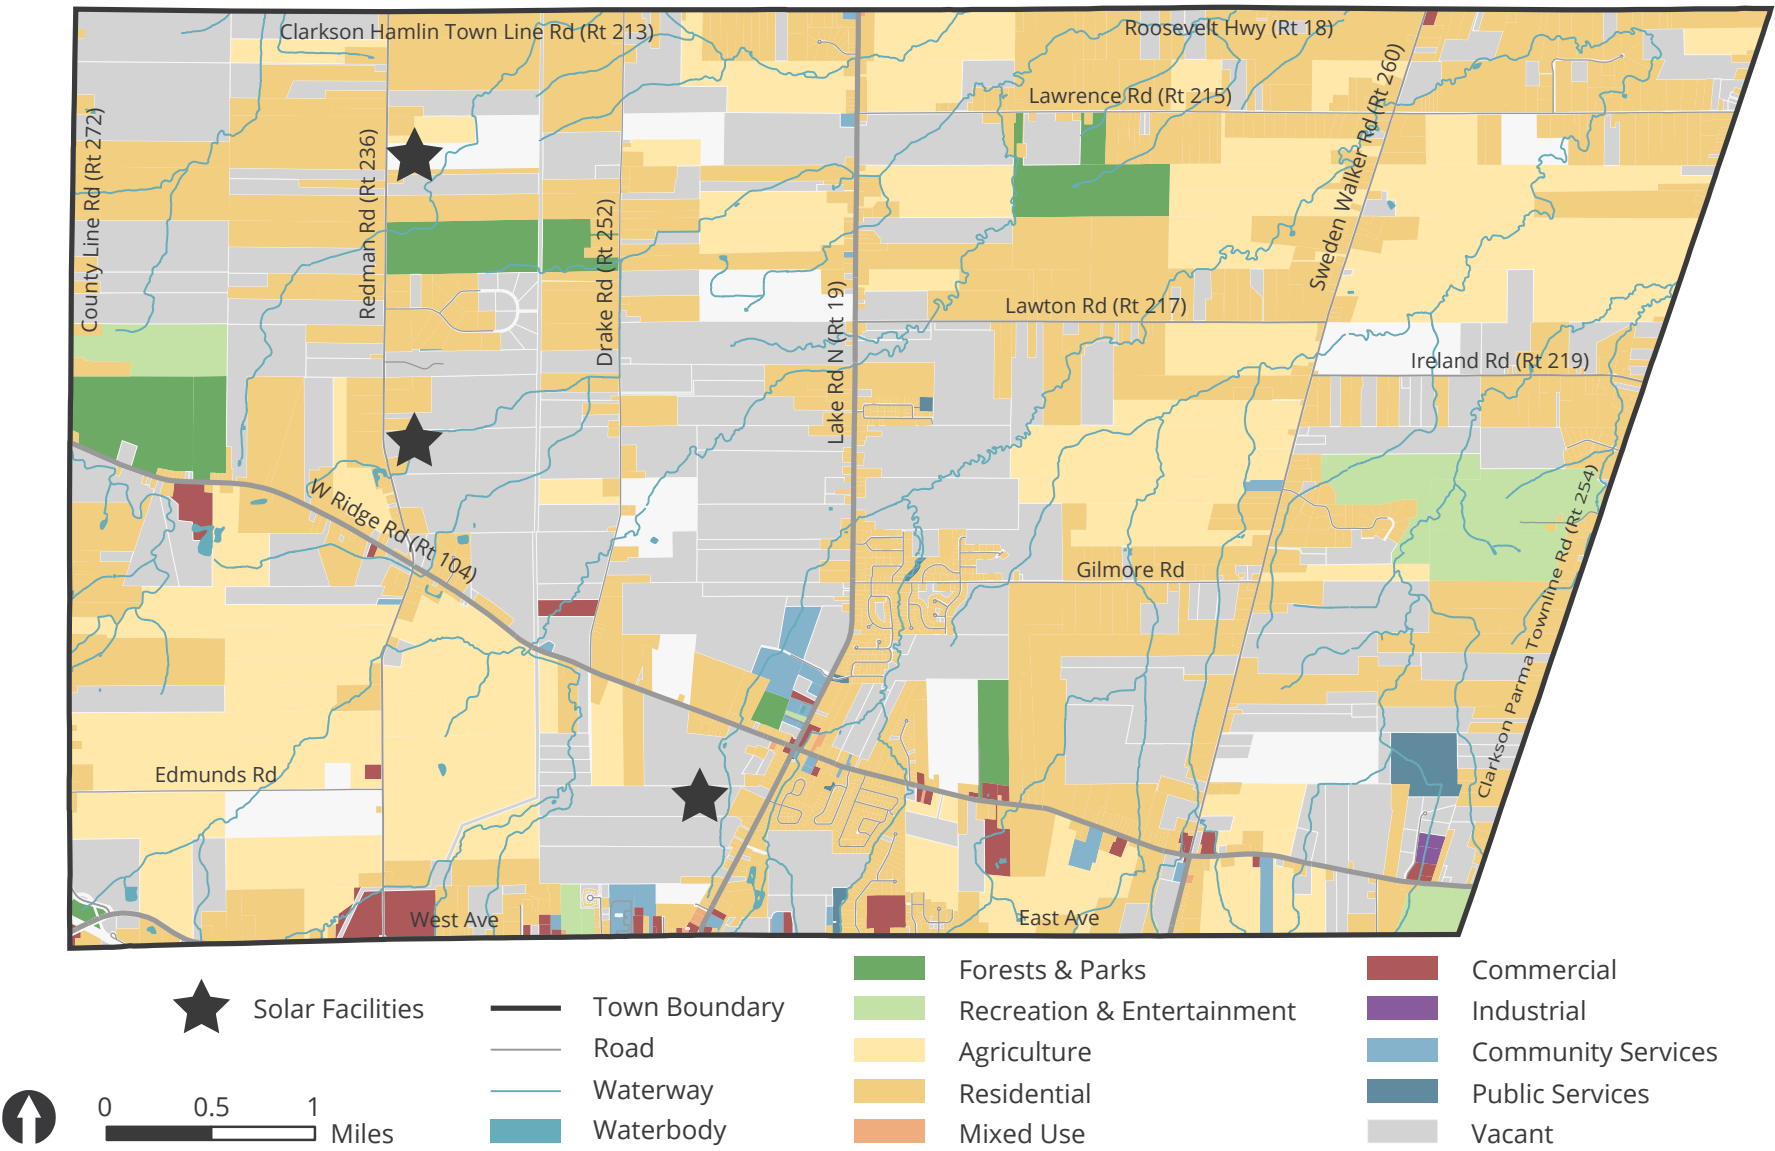 Clarkson Hamlin Town Line Rd (Rt 213)
Roosevelt Hwy (Rt 18)
Lawrence Rd (Rt 215)
County Line Rd (Rt 272)
Redman Rd (Rt 236)
Drake Rd (Rt 252)
Lake Rd N (Rt 19)
Sweden Walker Rd (Rt 260)
Lawton Rd (Rt 217)
Ireland Rd (Rt 219)
W Ridge Rd (Rt 104)
Gilmore Rd
Clarkson Parma Townline Rd (Rt 254)
Edmunds Rd
West Ave
East Ave
Solar Facilities
Town Boundary
Road
Waterway
Waterbody
Forests & Parks
Recreation & Entertainment
Agriculture
Residential
Mixed Use
Commercial
Industrial
Community Services
Public Services
Vacant
0 0.5 1
Miles